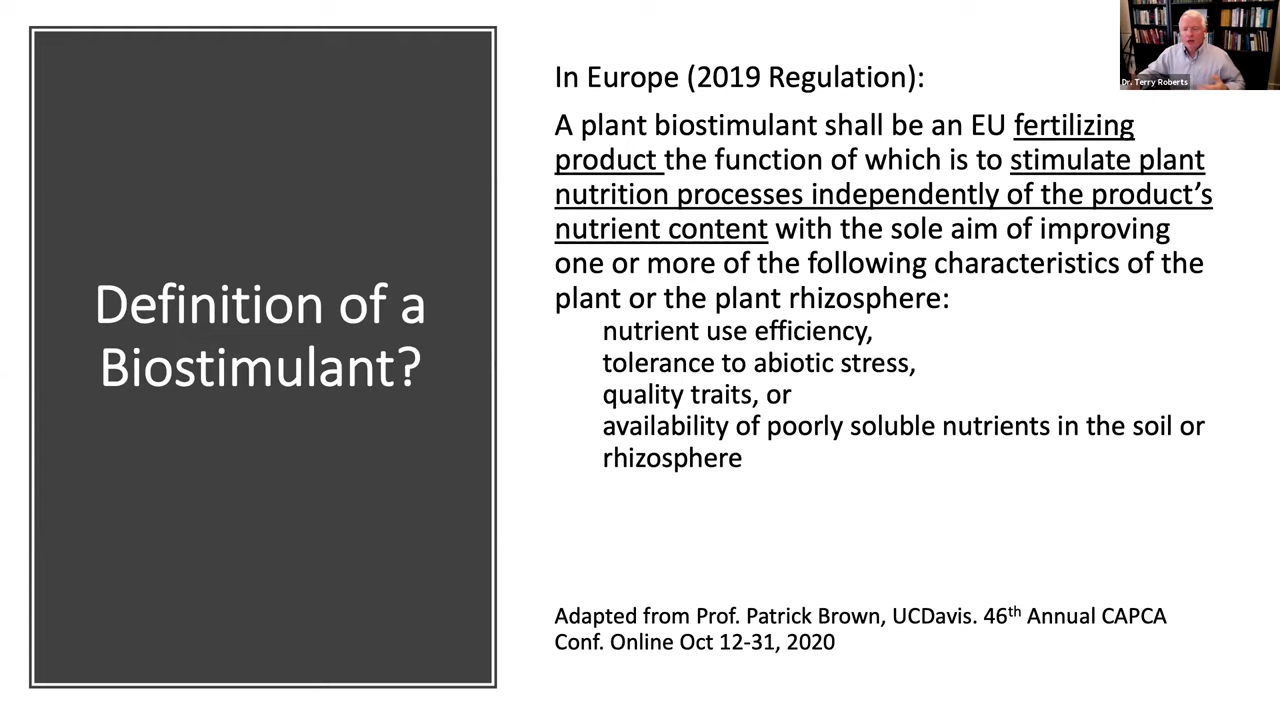 Definition of a
Biostimulant?
In Europe (2019 Regulation):
A plant biostimulant shall be an EU fertilizing
product the function of which is to stimulate plant
nutrition processes independently of the product’s
nutrient content with the sole aim of improving
one or more of the following characteristics of the
plant or the plant rhizosphere:
nutrient use efficiency,
tolerance to abiotic stress,
quality traits, or
availability of poorly soluble nutrients in the soil or
rhizosphere
Adapted from Prof. Patrick Brown, UCDavis. 46th Annual CAPCA
Conf. Online Oct 12-31, 2020
Dr. Terry Roberts